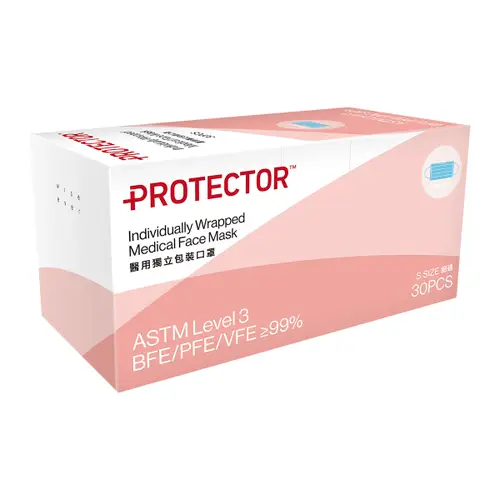 PROTECTOR™
Individually Wrapped
Medical Face Mask
醫用獨立包裝口罩
ASTM Level 3
BFE/PFE/VFE ≥99%
S SIZE 細碼
30PCS